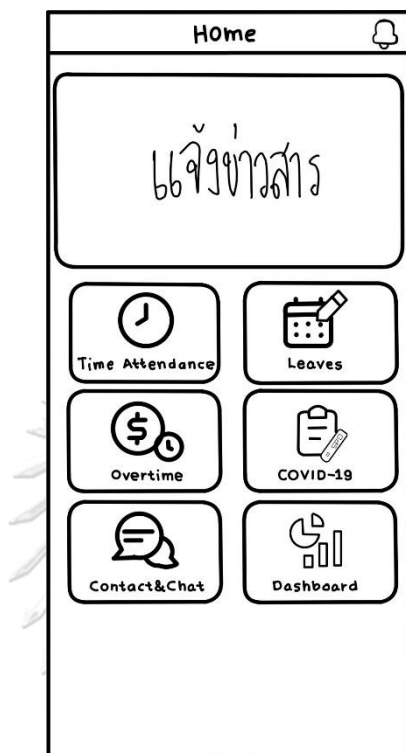 Home
แจ้งข่าวสาร
Time Attendance
Leaves
Overtime
COVID-19
Contact&Chat
Dashboard